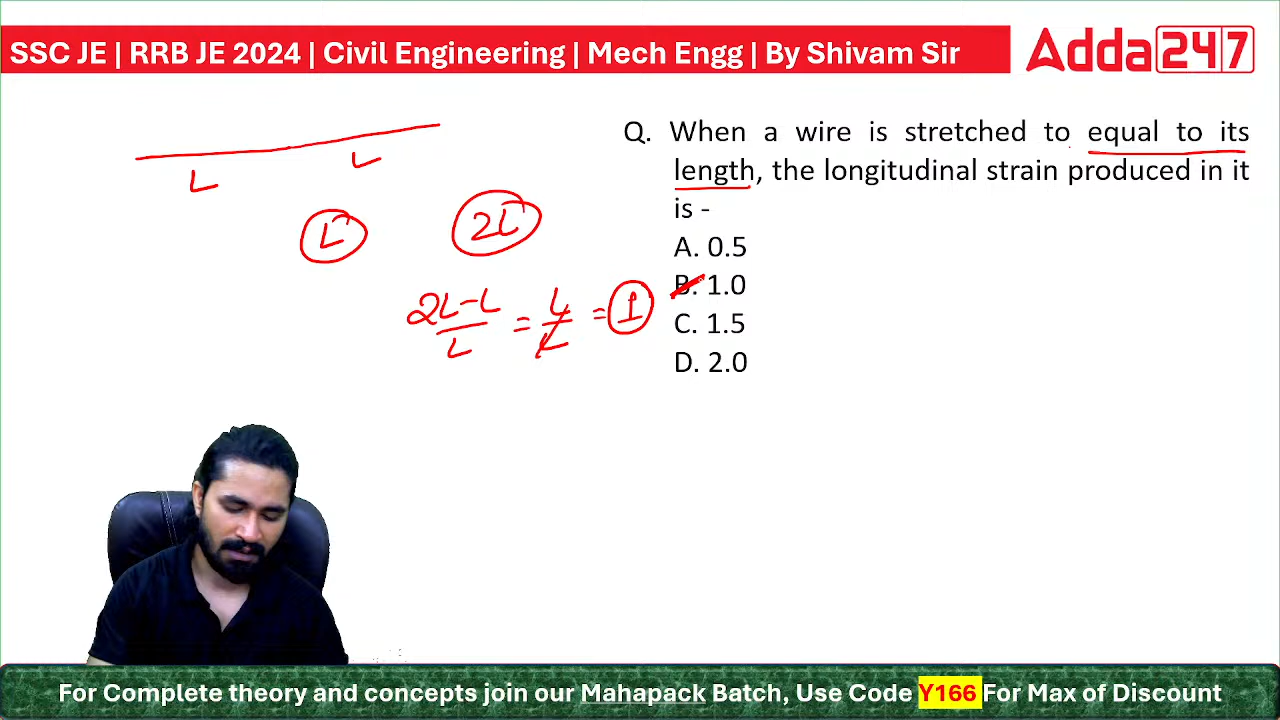 SSC JE | RRB JE 2024 | Civil Engineering | Mech Engg | By Shivam Sir
Adda247
L
L
L
2L
2L-L/L = L/L = 1
Q. When a wire is stretched to equal to its
length, the longitudinal strain produced in it
is -
A. 0.5
B. 1.0
C. 1.5
D. 2.0
For Complete theory and concepts join our Mahapack Batch, Use Code Y166 For Max of Discount